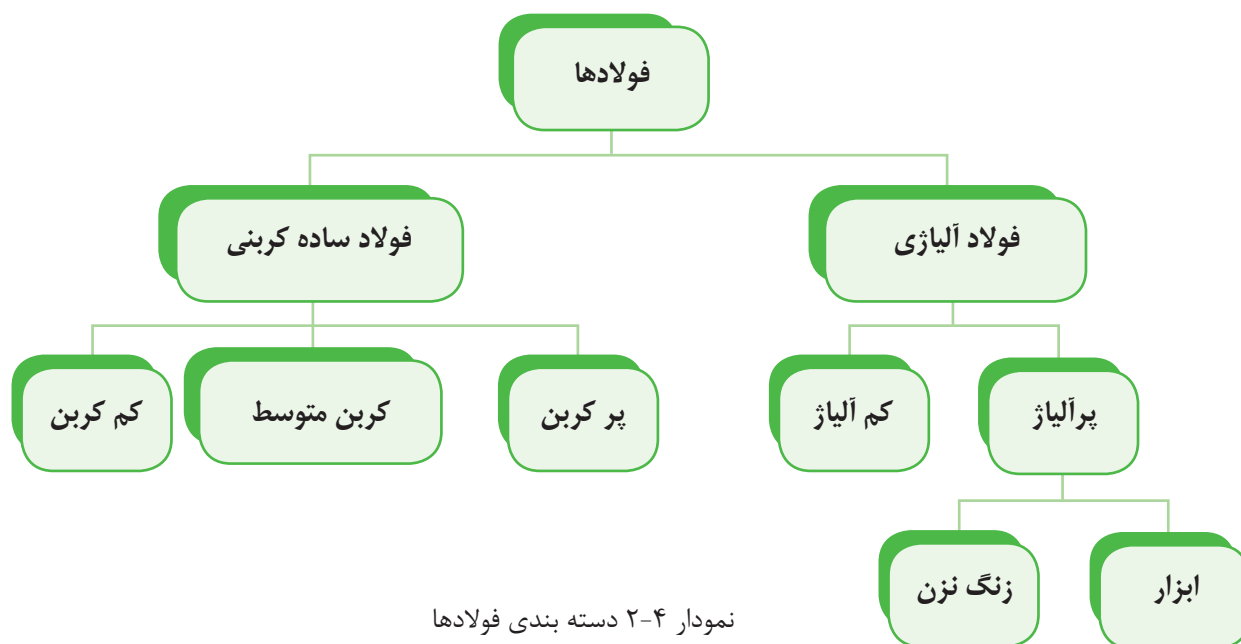 فولادها
فولاد آلیاژی
فولاد ساده کربنی
پرآلیاژ
کم آلیاژ
پر کربن
کربن متوسط
کم کربن
ابزار
زنگ نزن
نمودار ۴-۲ دسته بندی فولادها